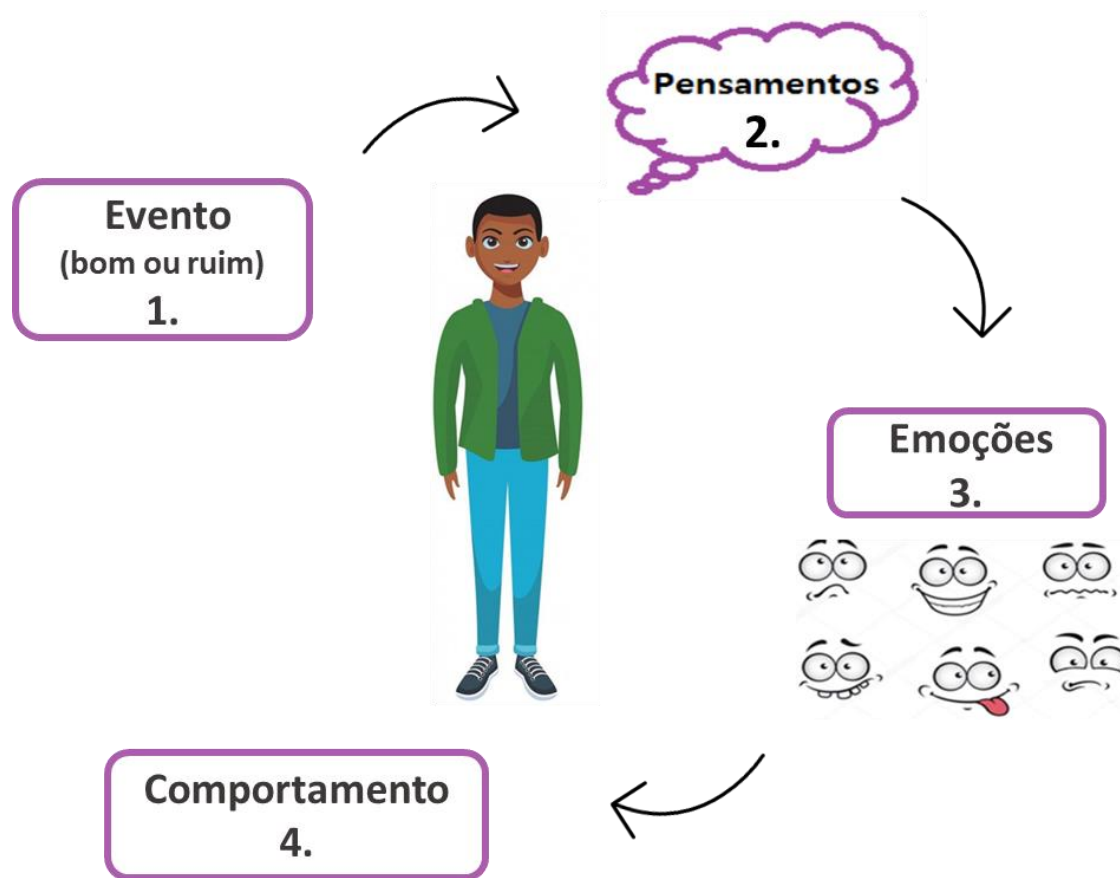 Evento
(bom ou ruim)
1.
Pensamentos
2.
Emoções
3.
Comportamento
4.